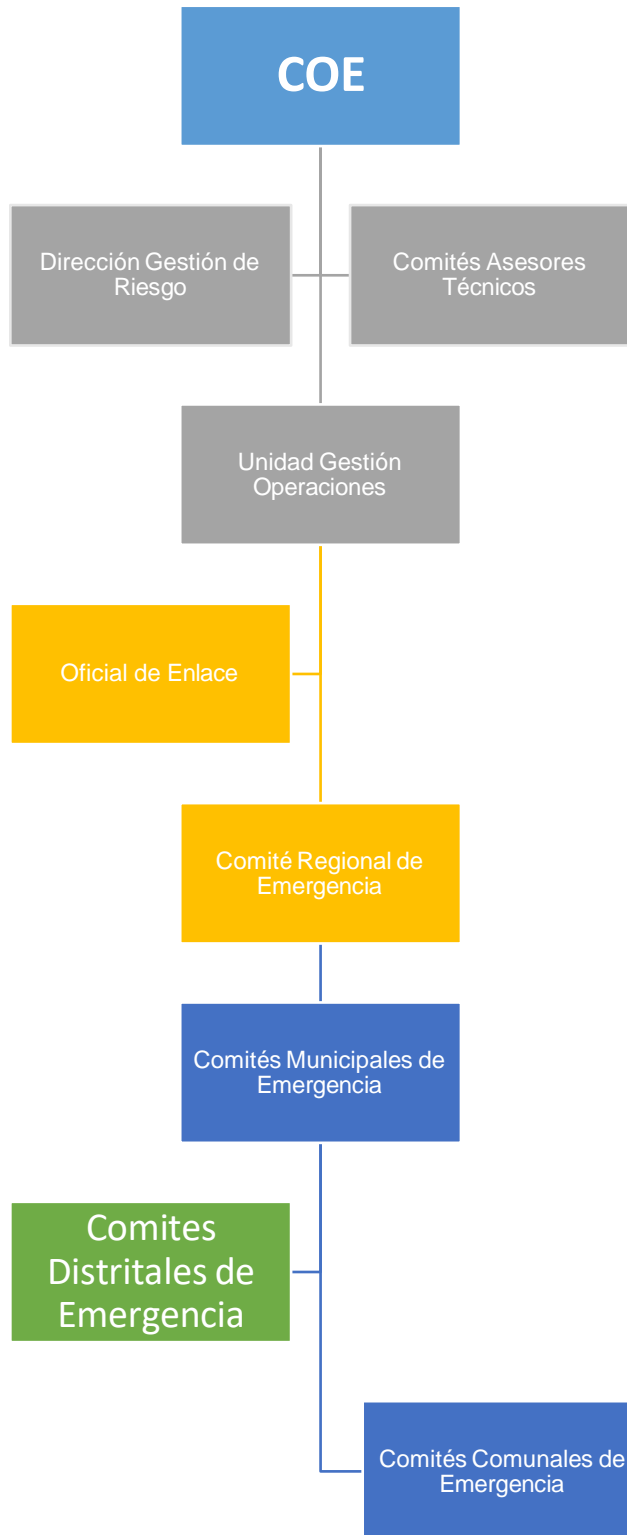 COE
Dirección Gestión de
Riesgo
Comités Asesores
Técnicos
Unidad Gestión
Operaciones
Oficial de Enlace
Comité Regional de
Emergencia
Comités Municipales de
Emergencia
Comites
Distritales de
Emergencia
Comités Comunales de
Emergencia